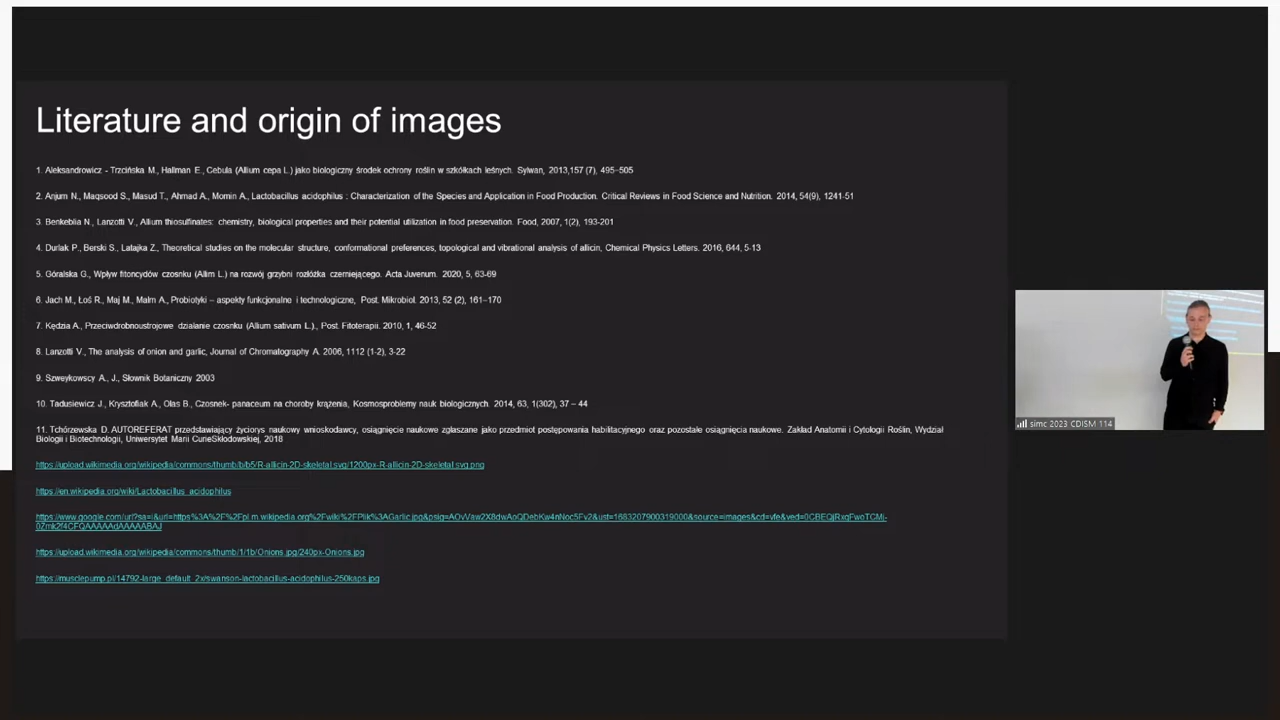 Literature and origin of images
1. Aleksandrowicz - Trzcińska M., Hallman E., Cebula (Allium cepa L.) jako biologiczny środek ochrony roślin w szkółkach leśnych. Sylwan, 2013,157 (7), 495–505
2. Anjum N., Maqsood S., Masud T., Ahmad A., Momin A., Lactobacillus acidophilus : Characterization of the Species and Application in Food Production. Critical Reviews in Food Science and Nutrition. 2014, 54(9), 1241-51
3. Benkeblia N., Lanzotti V., Allium thiosulfinates: chemistry, biological properties and their potential utilization in food preservation. Food, 2007, 1(2), 193-201
4. Durlak P., Berski S., Latajka Z., Theoretical studies on the molecular structure, conformational preferences, topological and vibrational analysis of allicin, Chemical Physics Letters. 2016, 644, 5-13
5. Góralska G., Wpływ fitoncydów czosnku (Allim L.) na rozwój grzybni rozłóżka czerniejącego. Acta Juvenum. 2020, 5, 63-69
6. Jach M., Łoś R., Maj M., Malm A., Probiotyki – aspekty funkcjonalne i technologiczne, Post. Mikrobiol. 2013, 52 (2), 161–170
7. Kędzia A., Przeciwdrobnoustrojowe działanie czosnku (Alium sativum L.)., Post. Fitoterapii. 2010, 1, 46-52
8. Lanzotti V., The analysis of onion and garlic, Journal of Chromatography A. 2006, 1112 (1-2), 3-22
9. Szweykowscy A., J., Słownik Botaniczny 2003
10. Tadusiewicz J., Krysztofiak A., Olas B., Czosnek- panaceum na choroby krążenia, Kosmosproblemy nauk biologicznych. 2014, 63, 1(302), 37 – 44
11. Tchórzewska D. AUTOREFERAT przedstawiający życiorys naukowy wnioskodawcy, osiągnięcie naukowe zgłaszane jako przedmiot postępowania habilitacyjnego oraz pozostałe osiągnięcia naukowe. Zakład Anatomii i Cytologii Roślin, Wydział
Biologii i Biotechnologii, Uniwersytet Marii CurieSkłodowskiej, 2018
https://upload.wikimedia.org/wikipedia/commons/thumb/b/b5/R-allicin-2D-skeletal.svg/1200px-R-allicin-2D-skeletal.svg.png
https://en.wikipedia.org/wiki/Lactobacillus_acidophilus
https://upload.wikimedia.org/wikipedia/commons/thumb/1/1b/Onions.jpg/240px-Onions.jpg
https://musclepump.pl/14792-large_default_2x/swanson-lactobacillus-acidophilus-250kaps.jpg
simc 2023 CDISM 114